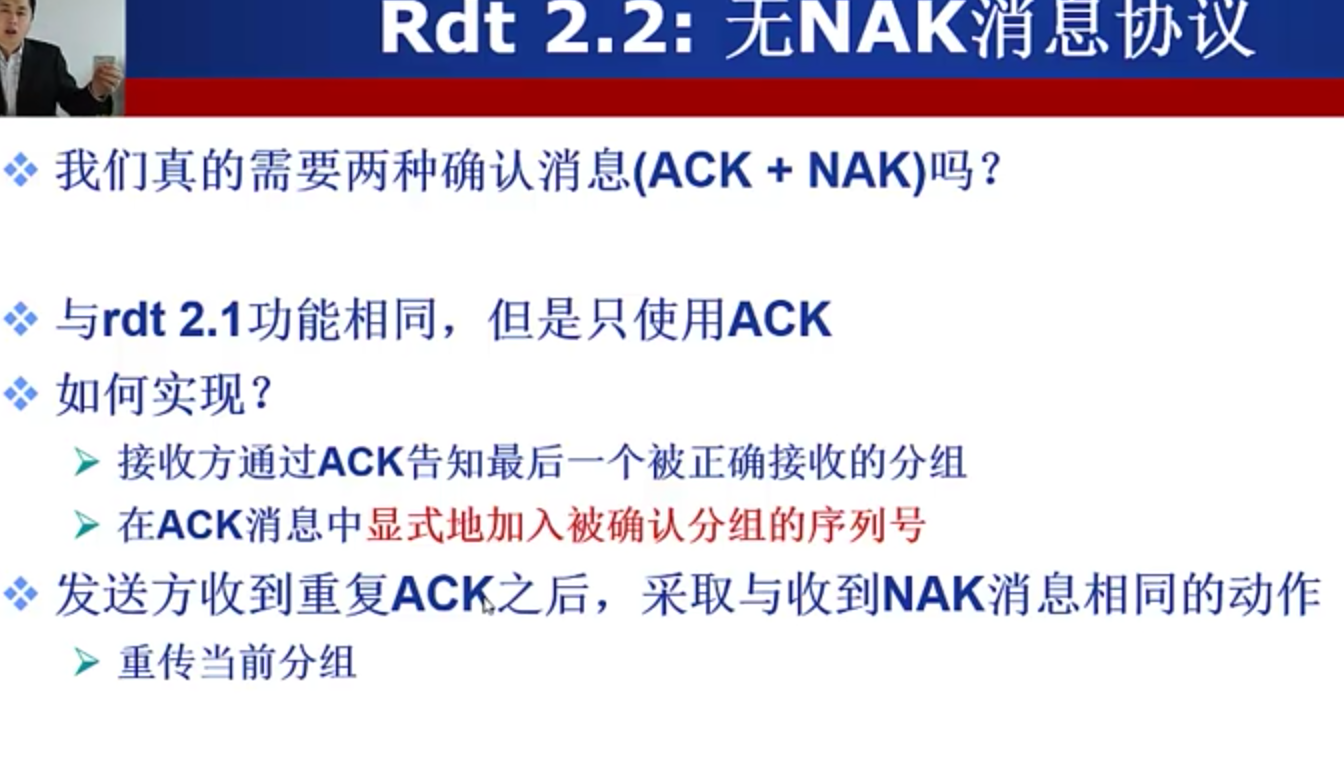 Rdt 2.2: 无NAK消息协议
我们真的需要两种确认消息(ACK + NAK)吗？
与rdt 2.1功能相同，但是只使用ACK
如何实现？
接收方通过ACK告知最后一个被正确接收的分组
在ACK消息中显式地加入被确认分组的序列号
发送方收到重复ACK之后，采取与收到NAK消息相同的动作
重传当前分组